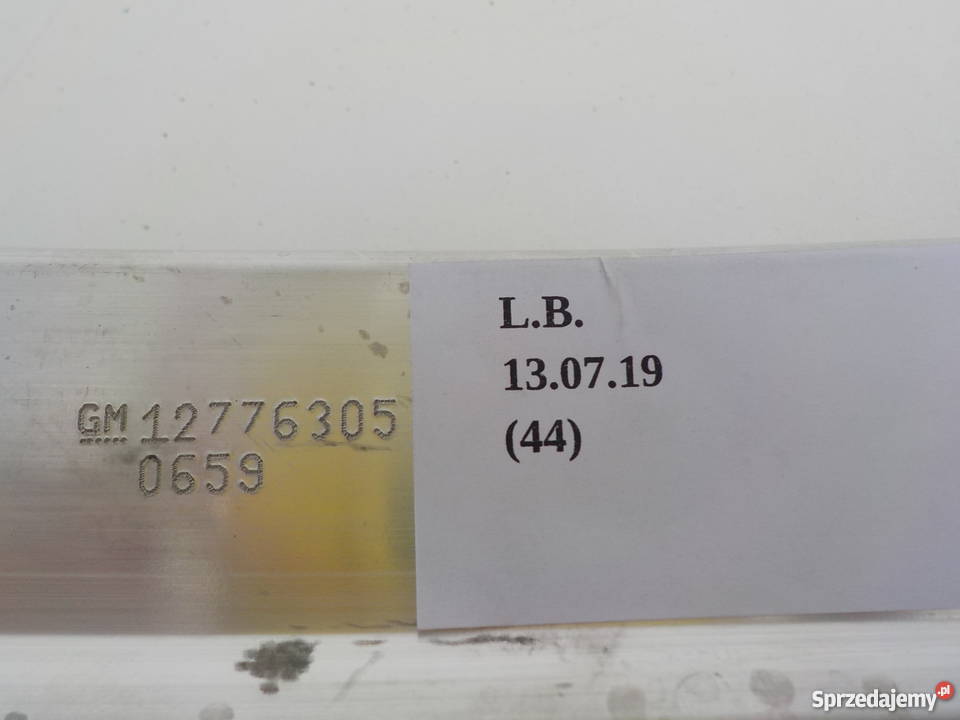 GM 12776305
0659
L.B.
13.07.19
(44)
Sprzedajemy.pl